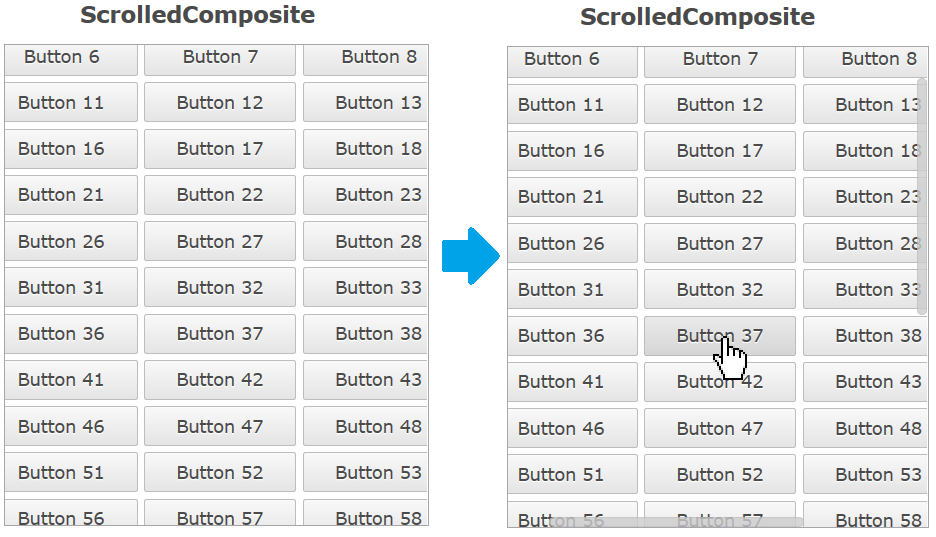 ScrolledComposite
Button 6 Button 7 Button 8
Button 11 Button 12 Button 13
Button 16 Button 17 Button 18
Button 21 Button 22 Button 23
Button 26 Button 27 Button 28
Button 31 Button 32 Button 33
Button 36 Button 37 Button 38
Button 41 Button 42 Button 43
Button 46 Button 47 Button 48
Button 51 Button 52 Button 53
Button 56 Button 57 Button 58
ScrolledComposite
Button 6 Button 7 Button 8
Button 11 Button 12 Button 13
Button 16 Button 17 Button 18
Button 21 Button 22 Button 23
Button 26 Button 27 Button 28
Button 31 Button 32 Button 33
Button 36 Button 37 Button 38
Button 41 Button 42 Button 43
Button 46 Button 47 Button 48
Button 51 Button 52 Button 53
Button 56 Button 57 Button 58